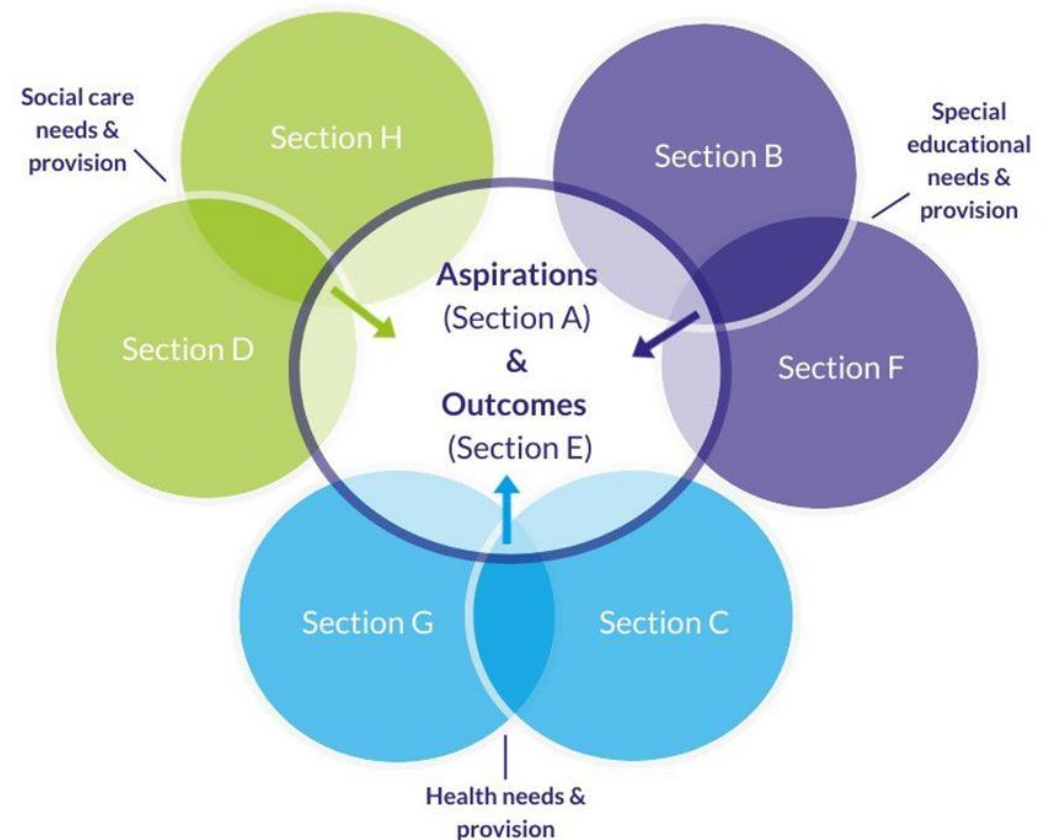 Social care
needs &
provision
Section H
Section B
Special
educational
needs &
provision
Section D
Aspirations
(Section A)
&
Outcomes
(Section E)
Section F
Section G
Section C
Health needs &
provision